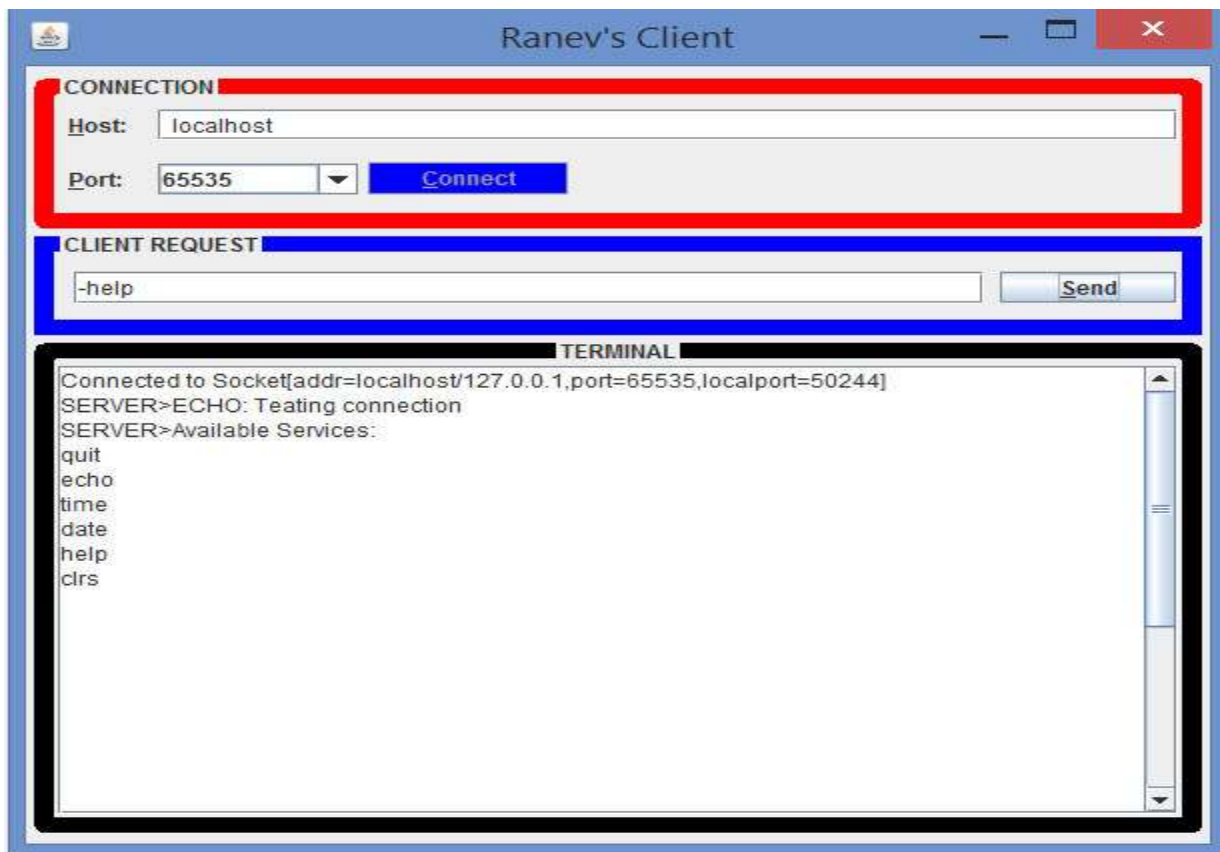 Ranev's Client
CONNECTION
Host: localhost
Port: 65535 Connect
CLIENT REQUEST
-help Send
TERMINAL
Connected to Socket[addr=localhost/127.0.0.1,port=65535,localport=50244]
SERVER>ECHO: Teating connection
SERVER>Available Services:
quit
echo
time
date
help
clrs